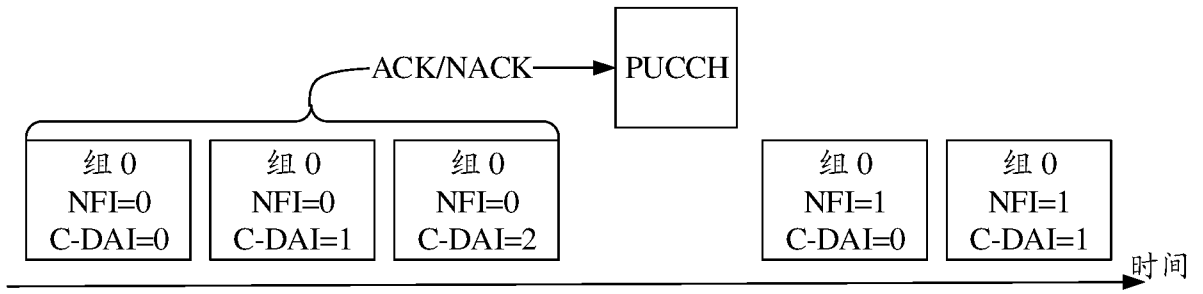 ACK/NACK
PUCCH
组 0
NFI=0
C-DAI=0
组 0
NFI=0
C-DAI=1
组 0
NFI=0
C-DAI=2
组 0
NFI=1
C-DAI=0
组 0
NFI=1
C-DAI=1
时间